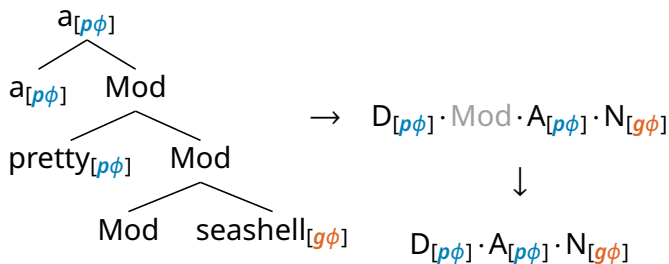 a[pϕ]
a[pϕ] Mod
→ D[pϕ]·Mod·A[pϕ]·N[gϕ]
pretty[pϕ] Mod
↓
Mod seashell[gϕ]
D[pϕ]·A[pϕ]·N[gϕ]